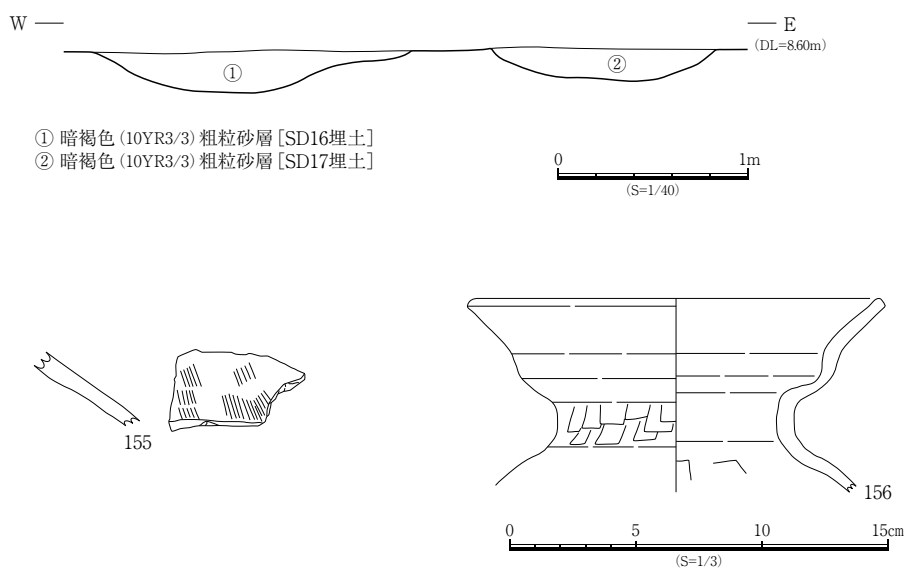 W E
(DL=8.60m)
① ②
① 暗褐色 (10YR3/3) 粗粒砂層 [SD16埋土]
② 暗褐色 (10YR3/3) 粗粒砂層 [SD17埋土]
0 1m
(S=1/40)
155
156
0 5 10 15cm
(S=1/3)